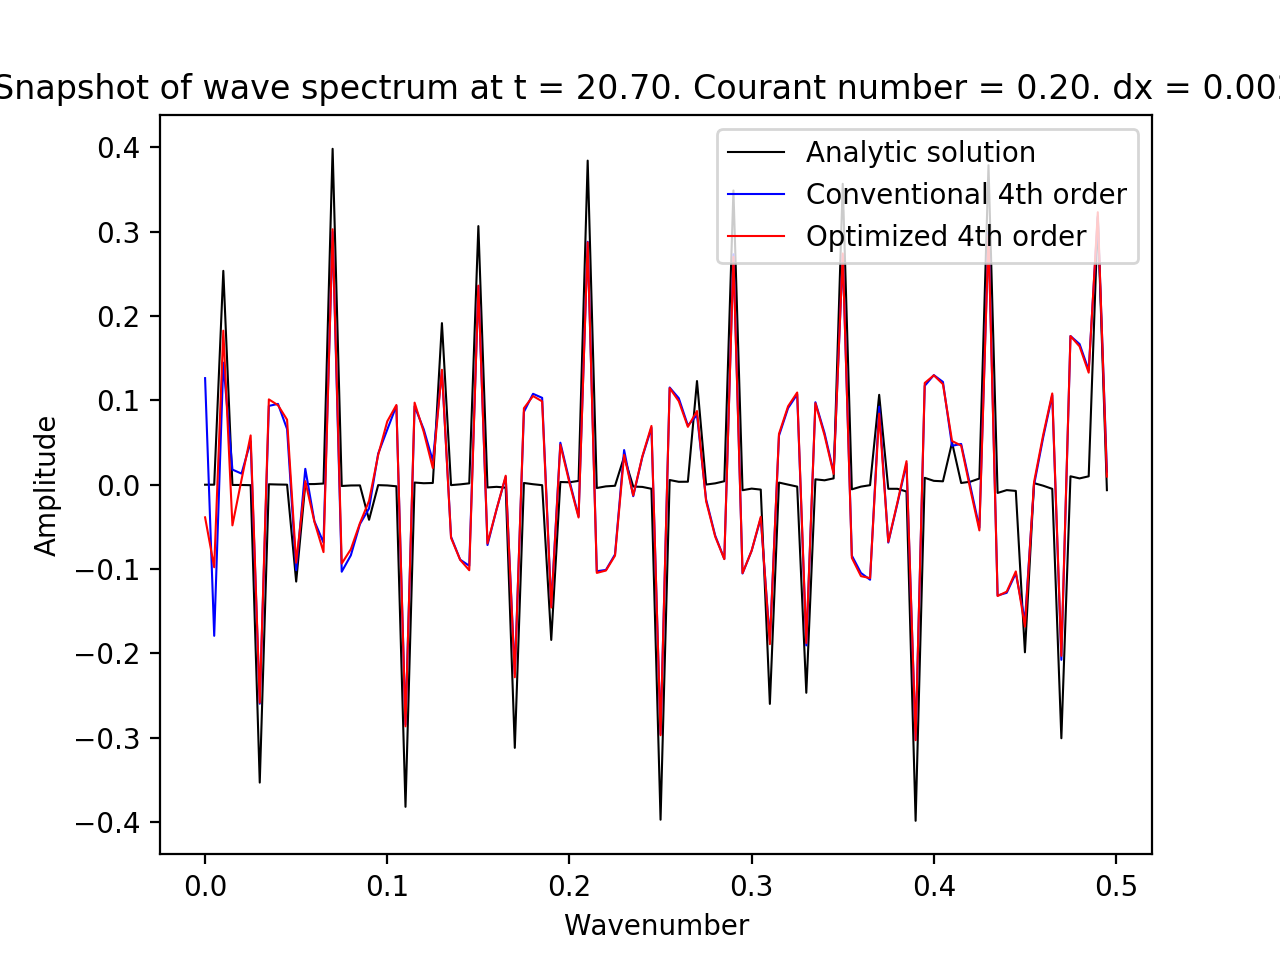 Snapshot of wave spectrum at t = 20.70. Courant number = 0.20. dx =
0.4
0.3
0.2
0.1
0.0
−0.1
−0.2
−0.3
−0.4
Amplitude
Analytic solution
Conventional 4th order
Optimized 4th order
0.0 0.1 0.2 0.3 0.4 0.5
Wavenumber